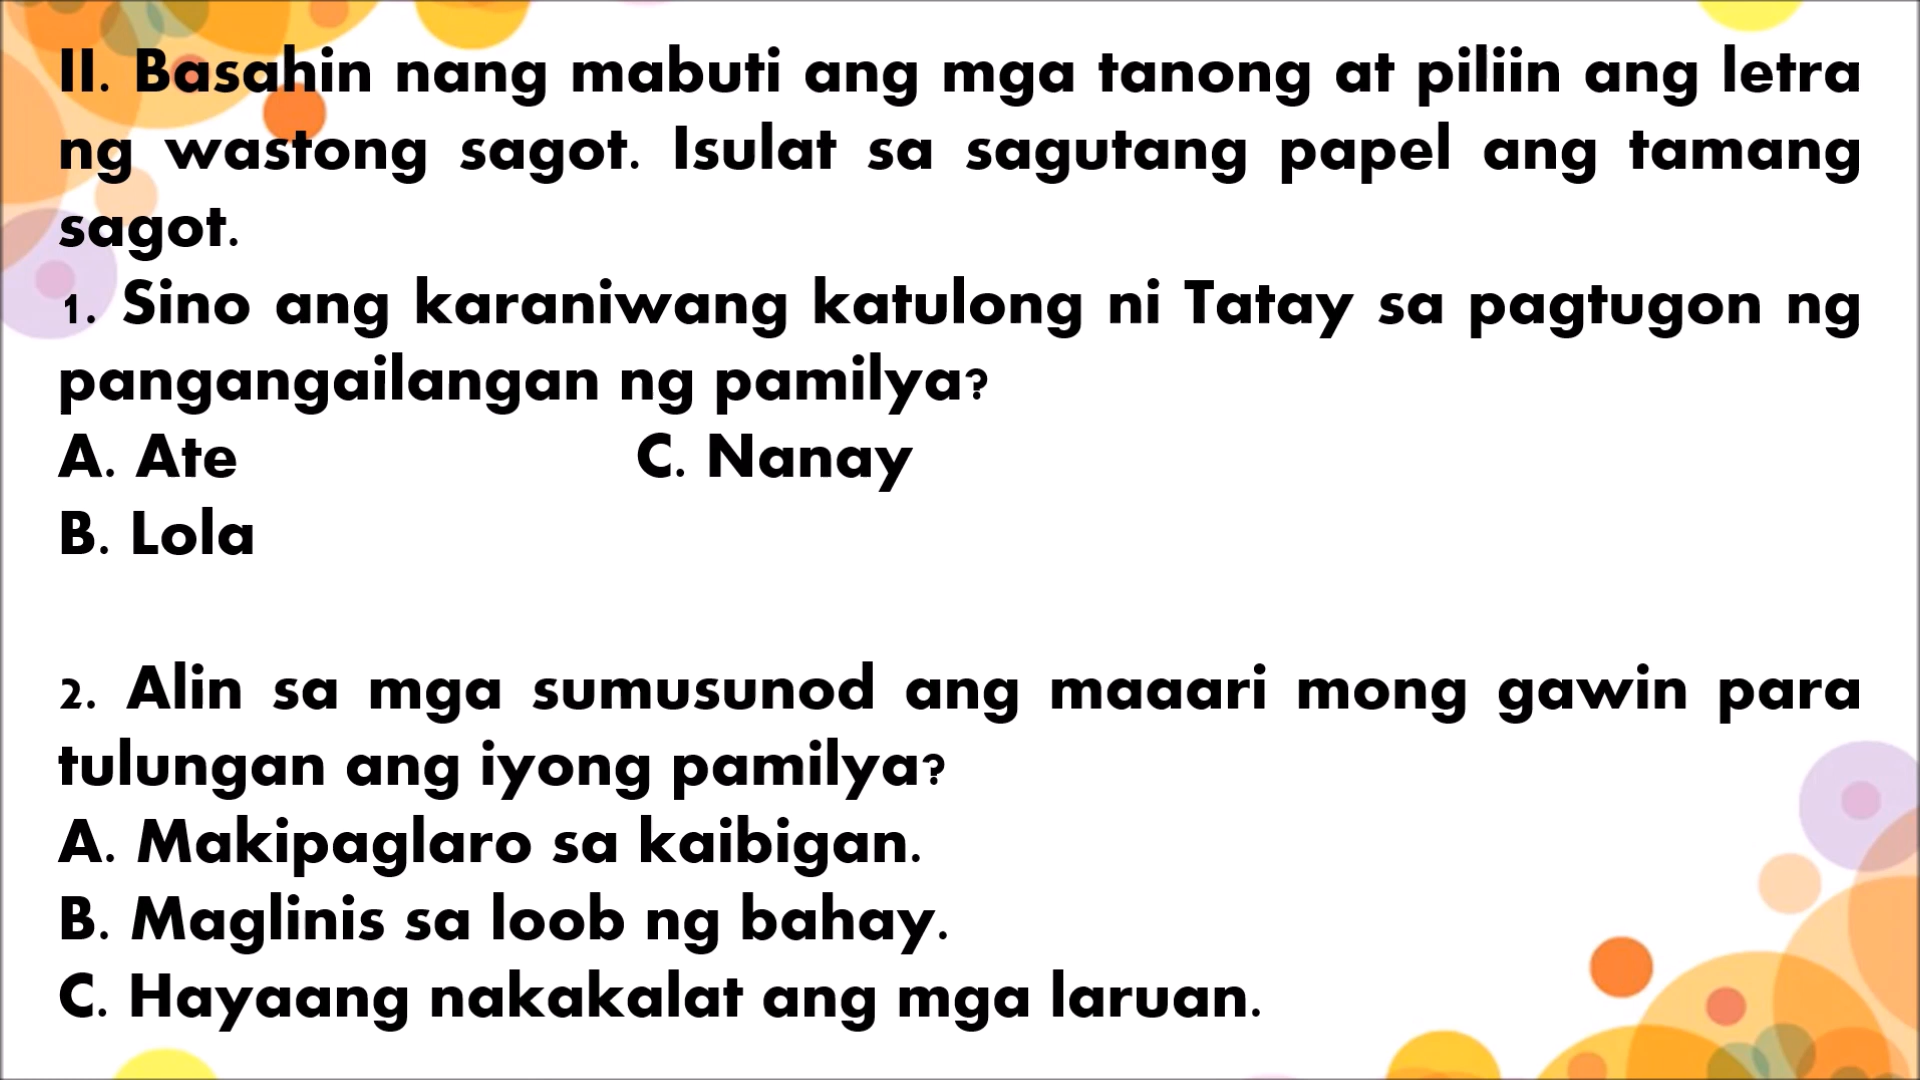 II. Basahin nang mabuti ang mga tanong at piliin ang letra
ng wastong sagot. Isulat sa sagutang papel ang tamang
sagot.
1. Sino ang karaniwang katulong ni Tatay sa pagtugon ng
pangangailangan ng pamilya?
A. Ate C. Nanay
B. Lola
2. Alin sa mga sumusunod ang maaari mong gawin para
tulungan ang iyong pamilya?
A. Makipaglaro sa kaibigan.
B. Maglinis sa loob ng bahay.
C. Hayaang nakakalat ang mga laruan.